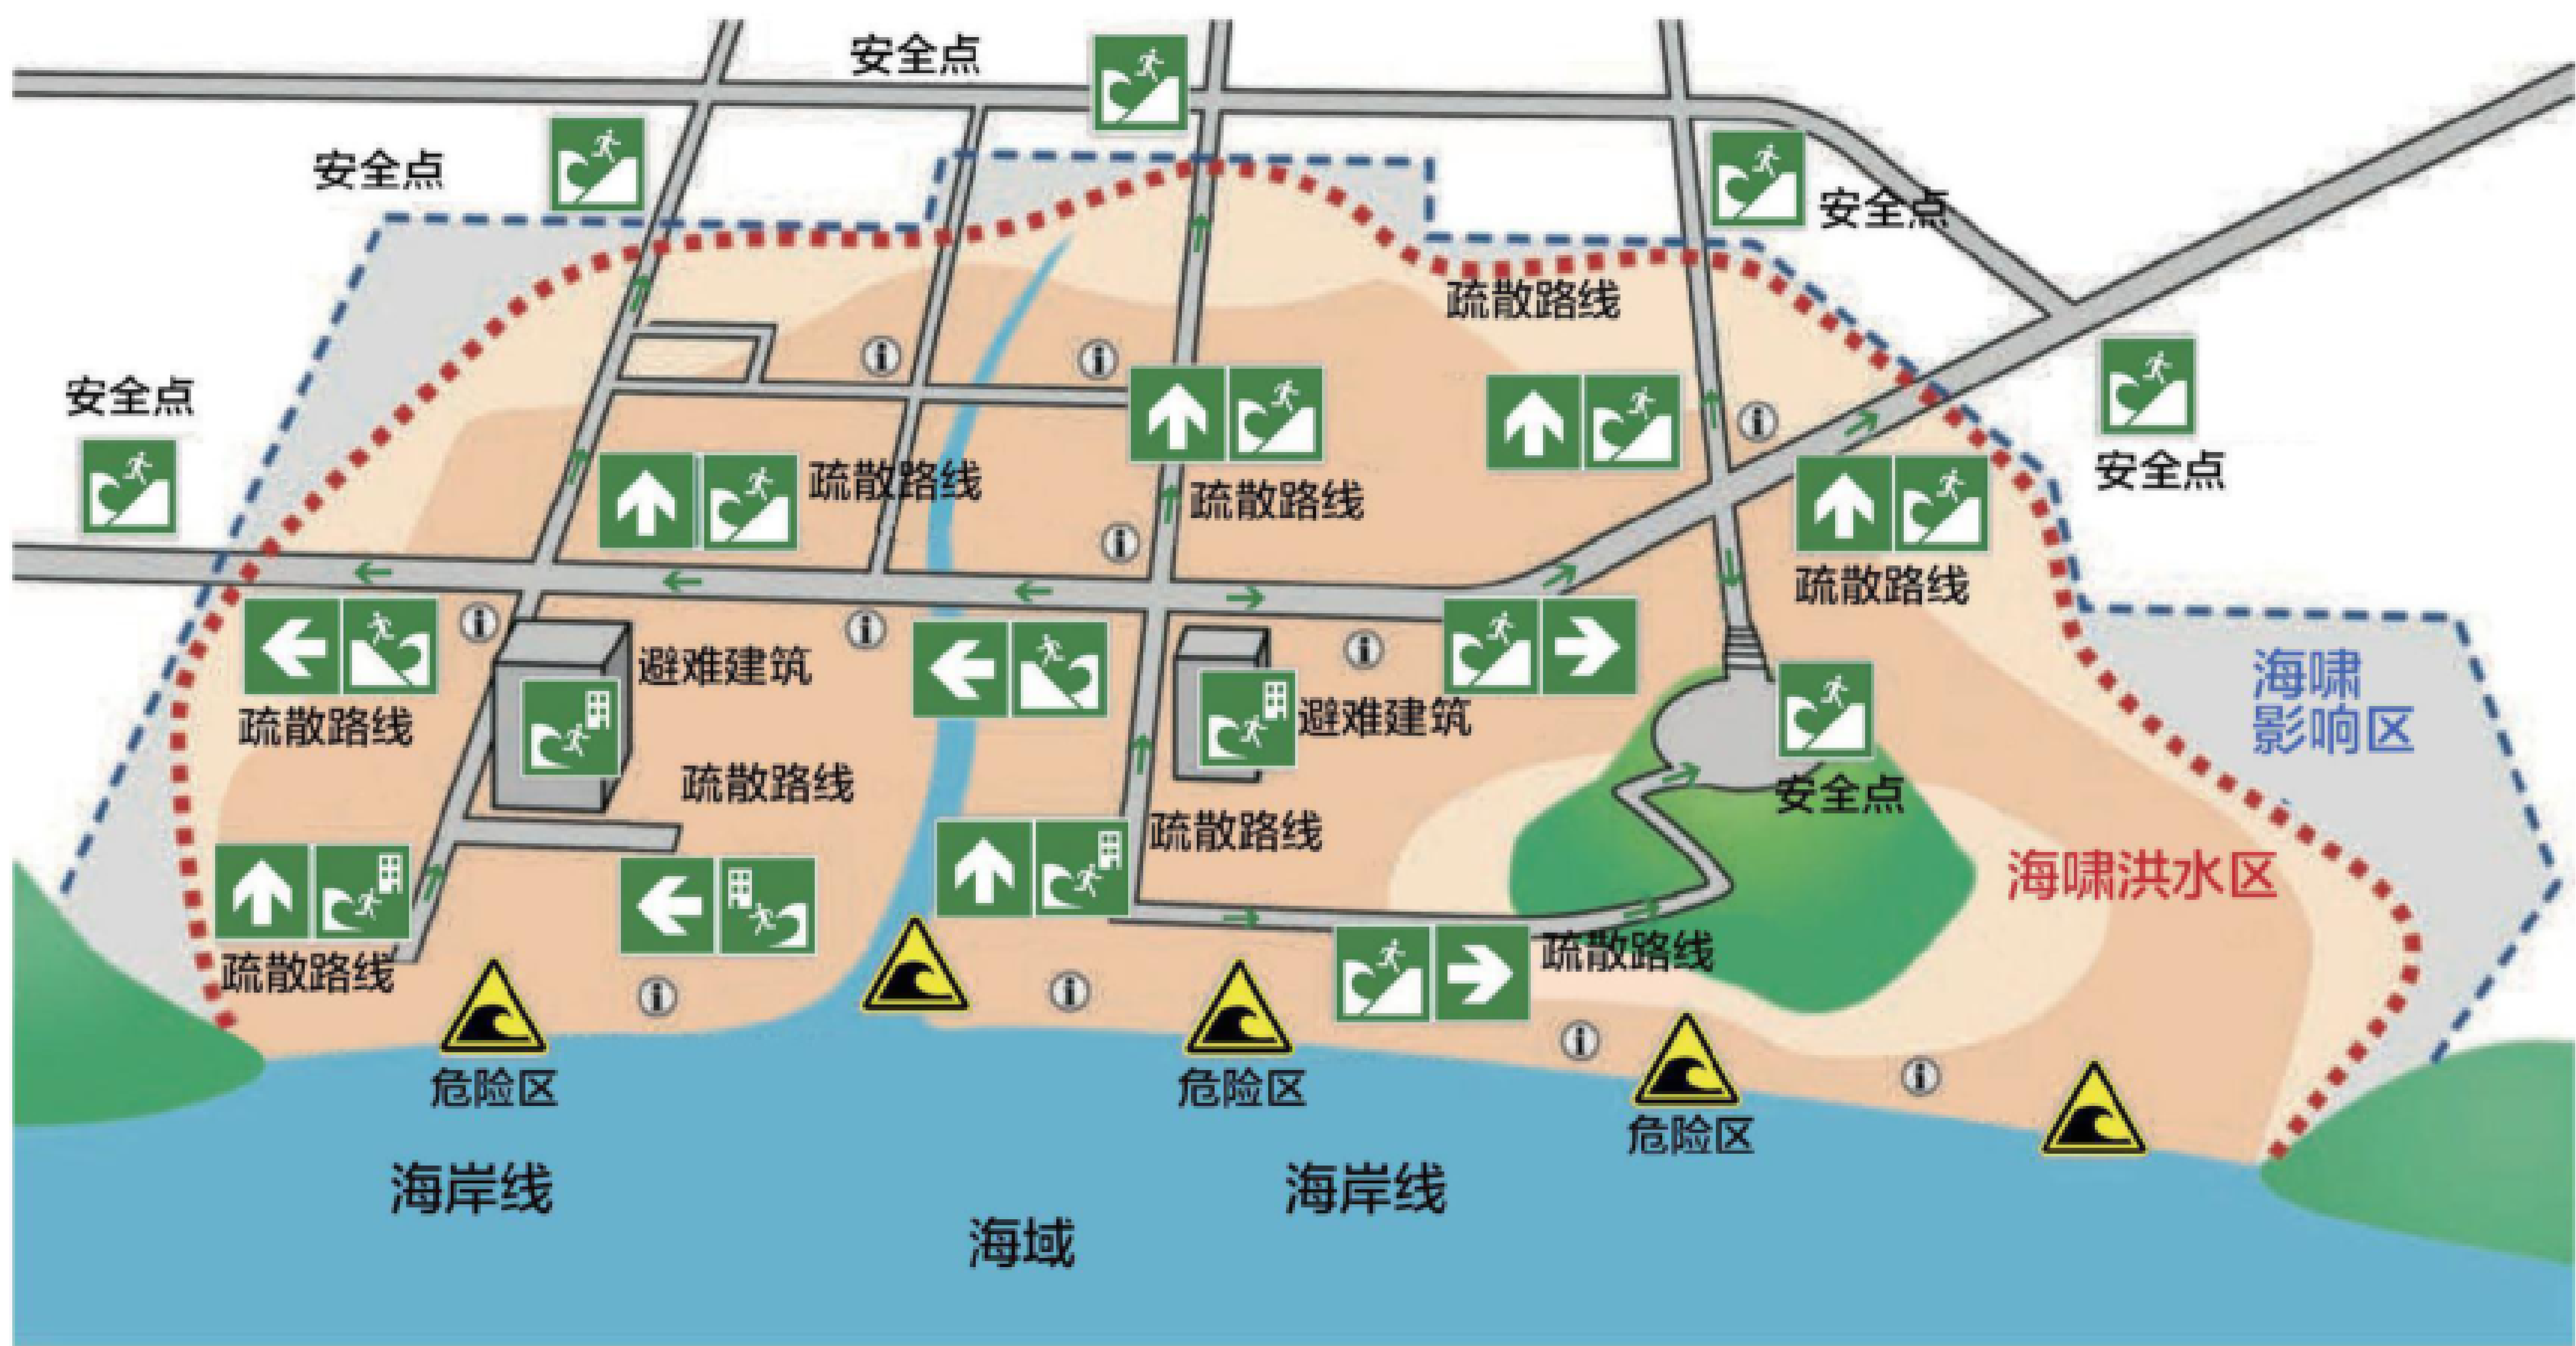 安全点
安全点
安全点
疏散路线
安全点
安全点
疏散路线
疏散路线
疏散路线
避难建筑
避难建筑
海啸
影响区
疏散路线
疏散路线
安全点
疏散路线
海啸洪水区
疏散路线
疏散路线
危险区
危险区
危险区
海岸线
海岸线
海域
i
i
i
i
i
i
i
i
i
i
i